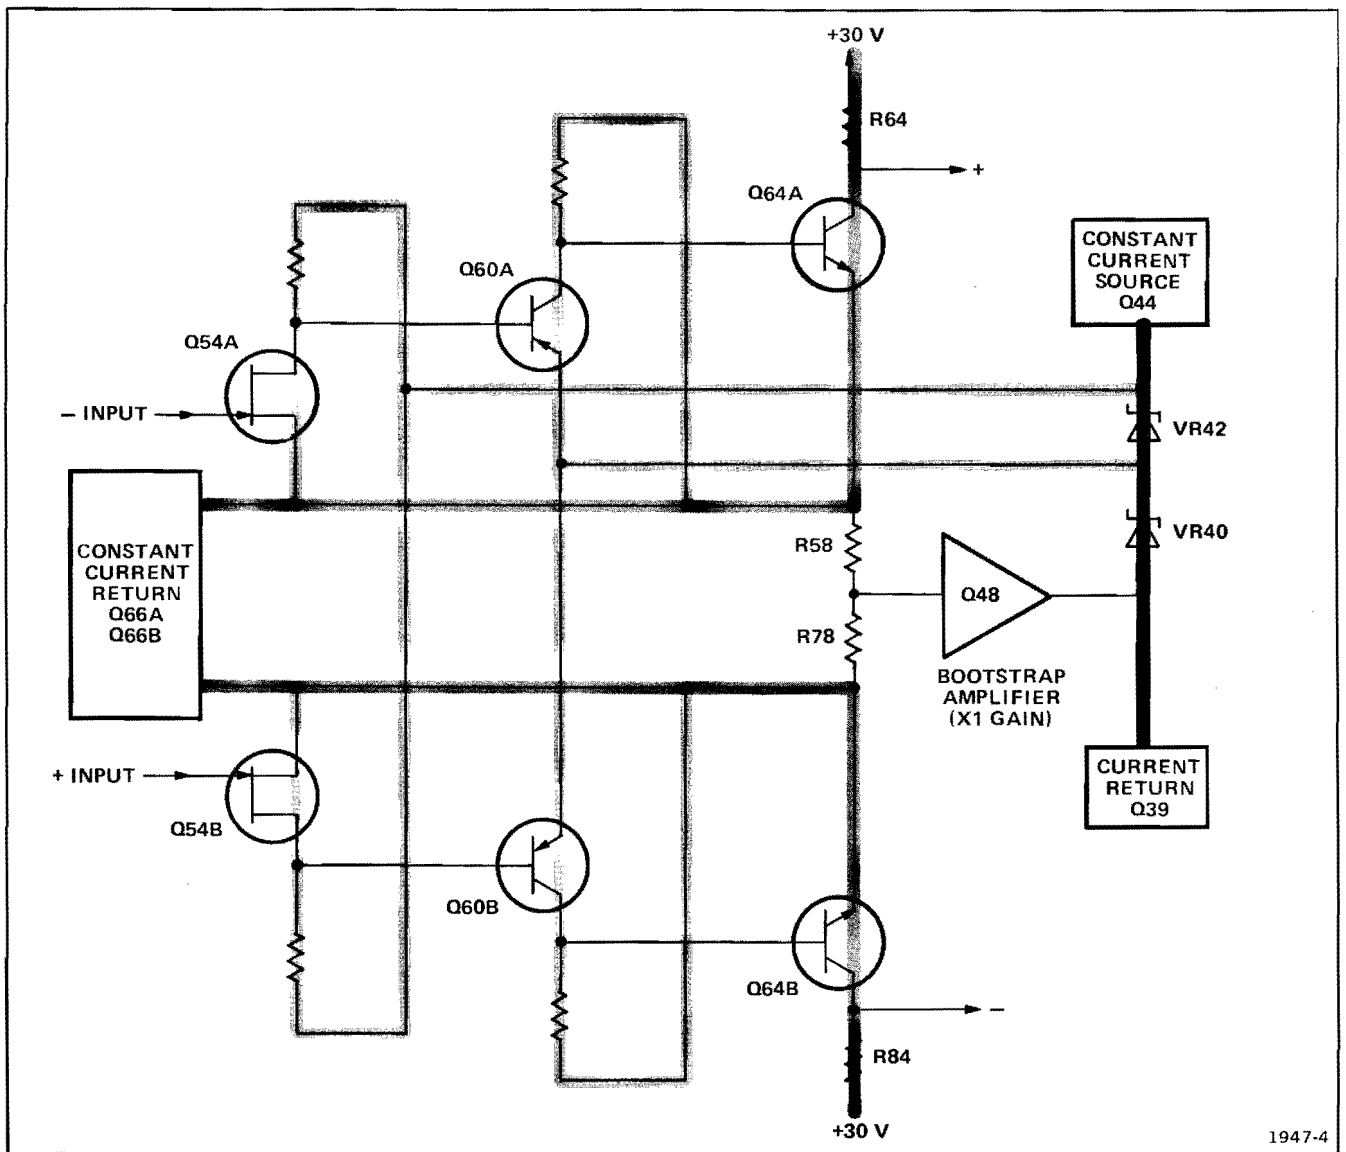 +30 V
R64
+
Q64A
CONSTANT
CURRENT
SOURCE
Q44
Q60A
Q54A
– INPUT
VR42
CONSTANT
CURRENT
RETURN
Q66A
Q66B
R58
VR40
Q48
R78
BOOTSTRAP
AMPLIFIER
(X1 GAIN)
+ INPUT
CURRENT
RETURN
Q39
Q54B
Q60B
Q64B
–
R84
+30 V
1947-4